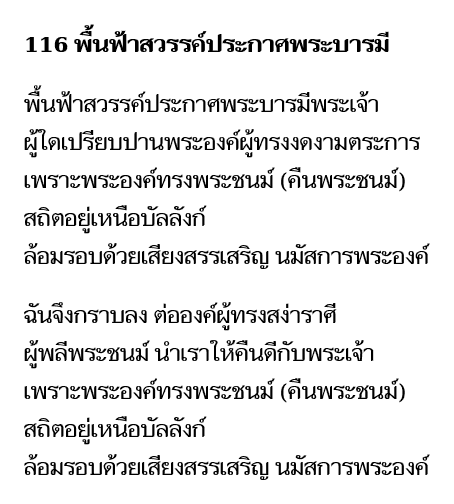 116 พื้นฟ้าสวรรค์ประกาศพระบารมี
พื้นฟ้าสวรรค์ประกาศพระบารมีพระเจ้า
ผู้ใดเปรียบปานพระองค์ผู้ทรงงดงามตระการ
เพราะพระองค์ทรงพระชนม์ (คืนพระชนม์)
สถิตอยู่เหนือบัลลังก์
ล้อมรอบด้วยเสียงสรรเสริญ นมัสการพระองค์
ฉันจึงกราบลง ต่อองค์ผู้ทรงสง่าราศี
ผู้พลีพระชนม์ นำเราให้คืนดีกับพระเจ้า
เพราะพระองค์ทรงพระชนม์ (คืนพระชนม์)
สถิตอยู่เหนือบัลลังก์
ล้อมรอบด้วยเสียงสรรเสริญ นมัสการพระองค์